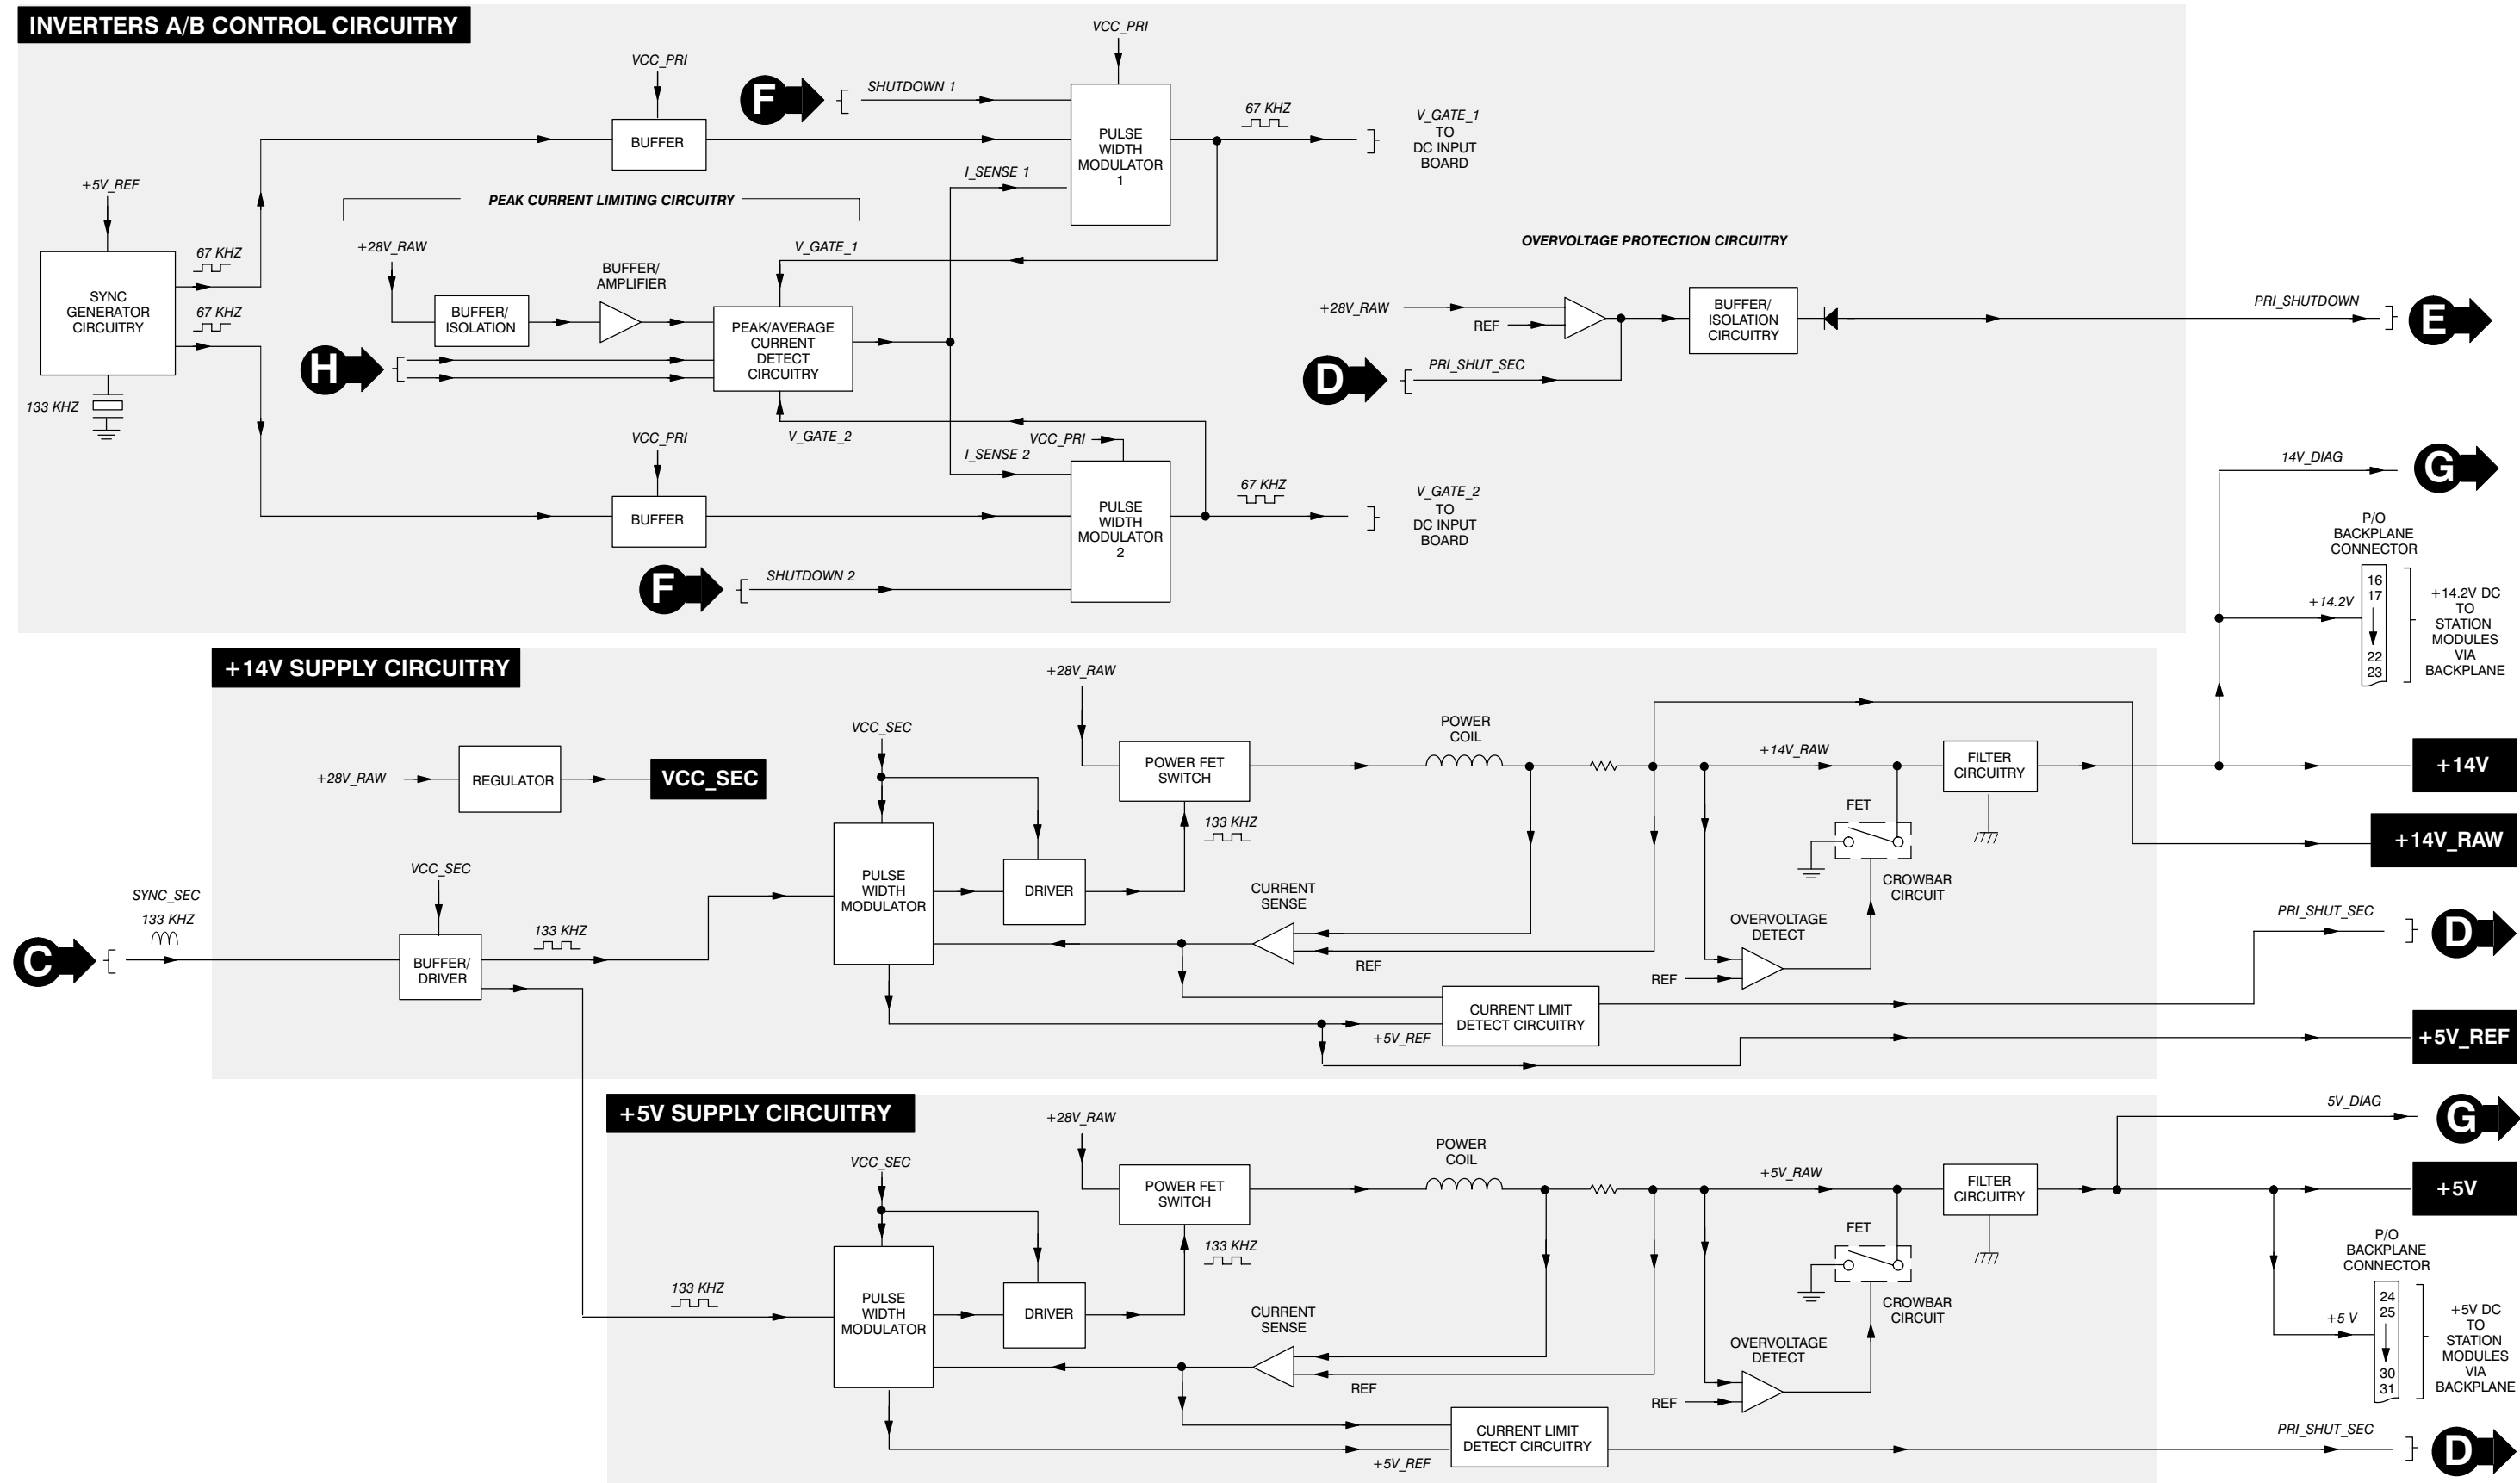 INVERTERS A/B CONTROL CIRCUITRY
VCC_PRI
VCC_PRI
F
SHUTDOWN 1
BUFFER
PULSE
WIDTH
MODULATOR
1
67 KHZ
V_GATE_1
TO
DC INPUT
BOARD
I_SENSE 1
+5V_REF
PEAK CURRENT LIMITING CIRCUITRY
SYNC
GENERATOR
CIRCUITRY
67 KHZ
67 KHZ
133 KHZ
+28V_RAW
BUFFER/
ISOLATION
BUFFER/
AMPLIFIER
V_GATE_1
PEAK/AVERAGE
CURRENT
DETECT
CIRCUITRY
H
V_GATE_2
OVERVOLTAGE PROTECTION CIRCUITRY
+28V_RAW
REF
BUFFER/
ISOLATION
CIRCUITRY
PRI_SHUTDOWN
E
D
PRI_SHUT_SEC
VCC_PRI
VCC_PRI
I_SENSE 2
BUFFER
PULSE
WIDTH
MODULATOR
2
67 KHZ
V_GATE_2
TO
DC INPUT
BOARD
F
SHUTDOWN 2
14V_DIAG
G
P/O
BACKPLANE
CONNECTOR
16
17
22
23
+14.2V
+14.2V DC
TO
STATION
MODULES
VIA
BACKPLANE
+14V SUPPLY CIRCUITRY
+28V_RAW
REGULATOR
VCC_SEC
VCC_SEC
+28V_RAW
POWER FET
SWITCH
POWER
COIL
+14V_RAW
FILTER
CIRCUITRY
+14V
133 KHZ
FET
CROWBAR
CIRCUIT
+14V_RAW
PULSE
WIDTH
MODULATOR
DRIVER
CURRENT
SENSE
REF
OVERVOLTAGE
DETECT
REF
VCC_SEC
SYNC_SEC
133 KHZ
C
BUFFER/
DRIVER
133 KHZ
PRI_SHUT_SEC
D
CURRENT LIMIT
DETECT CIRCUITRY
+5V_REF
+5V_REF
+5V SUPPLY CIRCUITRY
+28V_RAW
VCC_SEC
POWER FET
SWITCH
POWER
COIL
+5V_RAW
FILTER
CIRCUITRY
5V_DIAG
G
+5V
133 KHZ
133 KHZ
PULSE
WIDTH
MODULATOR
DRIVER
CURRENT
SENSE
REF
FET
CROWBAR
CIRCUIT
OVERVOLTAGE
DETECT
REF
P/O
BACKPLANE
CONNECTOR
24
25
30
31
+5 V
+5V DC
TO
STATION
MODULES
VIA
BACKPLANE
CURRENT LIMIT
DETECT CIRCUITRY
+5V_REF
PRI_SHUT_SEC
D